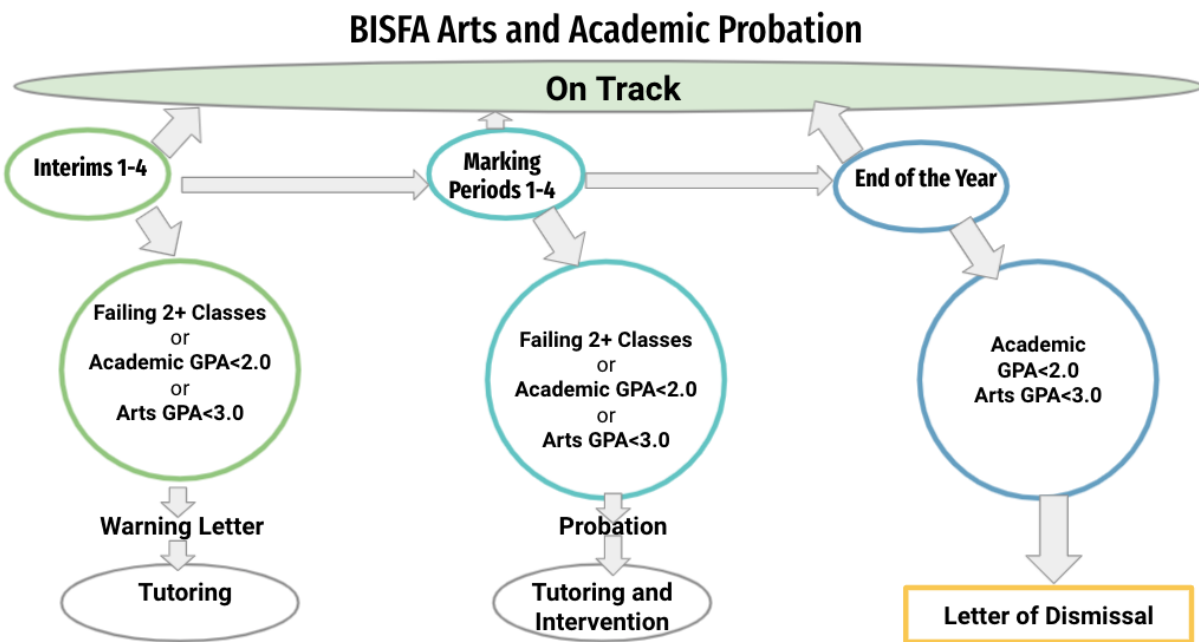 BISFA Arts and Academic Probation
On Track
Interims 1-4
Marking
Periods 1-4
End of the Year
Failing 2+ Classes
or
Academic GPA<2.0
or
Arts GPA<3.0
Failing 2+ Classes
or
Academic GPA<2.0
or
Arts GPA<3.0
Academic
GPA<2.0
Arts GPA<3.0
Warning Letter
Probation
Tutoring
Tutoring and
Intervention
Letter of Dismissal